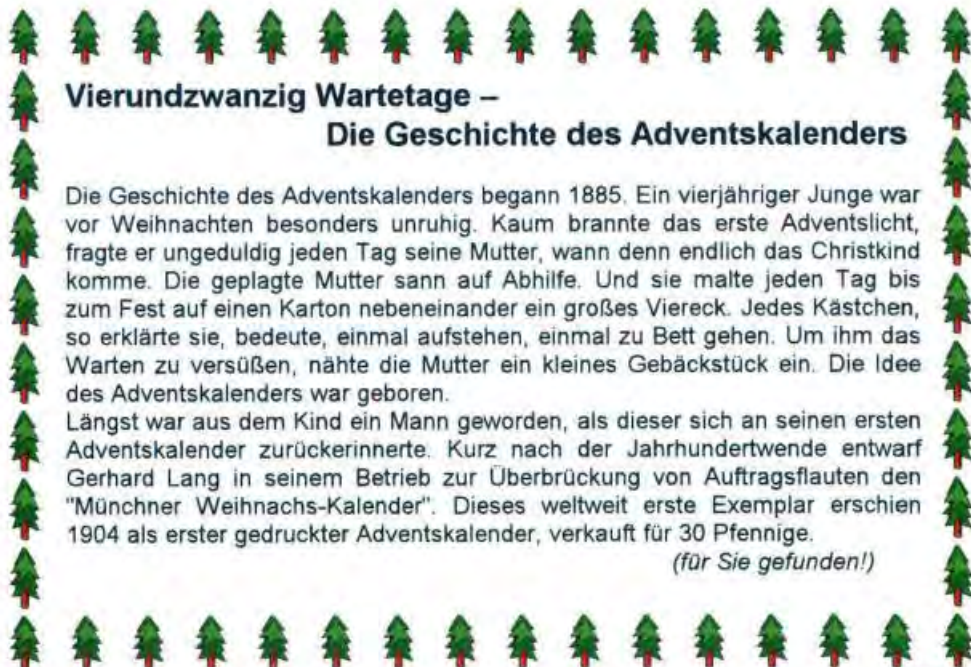 Vierundzwanzig Wartetage –
Die Geschichte des Adventskalenders
Die Geschichte des Adventskalenders begann 1885. Ein vierjähriger Junge war
vor Weihnachten besonders unruhig. Kaum brannte das erste Adventslicht,
fragte er ungeduldig jeden Tag seine Mutter, wann denn endlich das Christkind
komme. Die geplagte Mutter sann auf Abhilfe. Und sie malte jeden Tag bis
zum Fest auf einen Karton nebeneinander ein großes Viereck. Jedes Kästchen,
so erklärte sie, bedeute, einmal aufstehen, einmal zu Bett gehen. Um ihm das
Warten zu versüßen, nähte die Mutter ein kleines Gebäckstück ein. Die Idee
des Adventskalenders war geboren.
Längst war aus dem Kind ein Mann geworden, als dieser sich an seinen ersten
Adventskalender zurückerinnerte. Kurz nach der Jahrhundertwende entwarf
Gerhard Lang in seinem Betrieb zur Überbrückung von Auftragsflauten den
"Münchner Weihnachs-Kalender". Dieses weltweit erste Exemplar erschien
1904 als erster gedruckter Adventskalender, verkauft für 30 Pfennige.
(für Sie gefunden!)